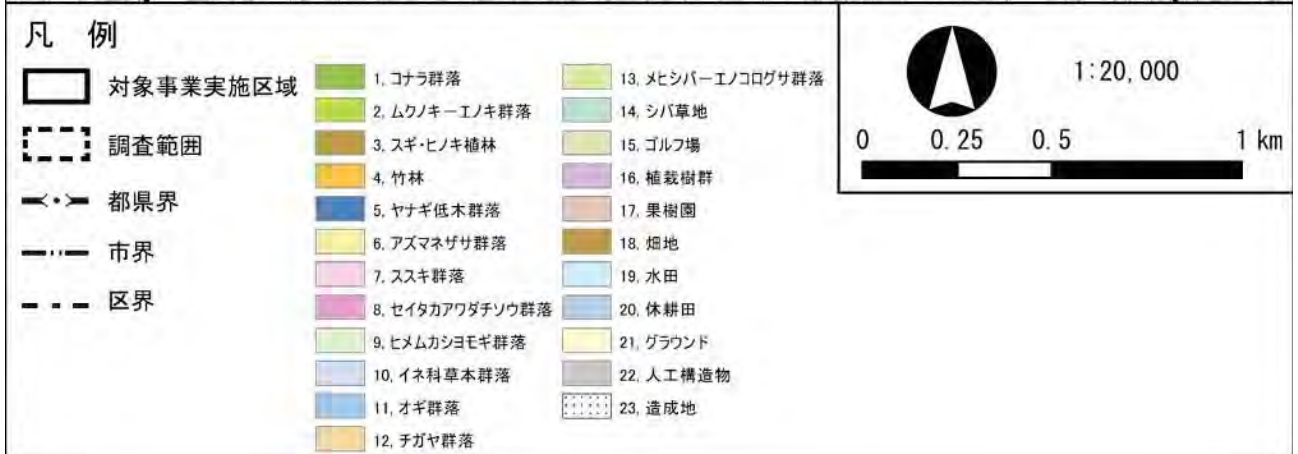 凡 例
対象事業実施区域
調査範囲
都県界
市界
区界
1. コナラ群落
2. ムクノキーエノキ群落
3. スギ・ヒノキ植林
4. 竹林
5. ヤナギ低木群落
6. アズマネザサ群落
7. ススキ群落
8. セイタカアワダチソウ群落
9. ヒメムカシヨモギ群落
10. イネ科草本群落
11. オギ群落
12. チガヤ群落
13. メヒシバーエノコログサ群落
14. シバ草地
15. ゴルフ場
16. 植栽樹群
17. 果樹園
18. 畑地
19. 水田
20. 休耕田
21. グラウンド
22. 人工構造物
23. 造成地
1:20,000
0 0.25 0.5 1 km